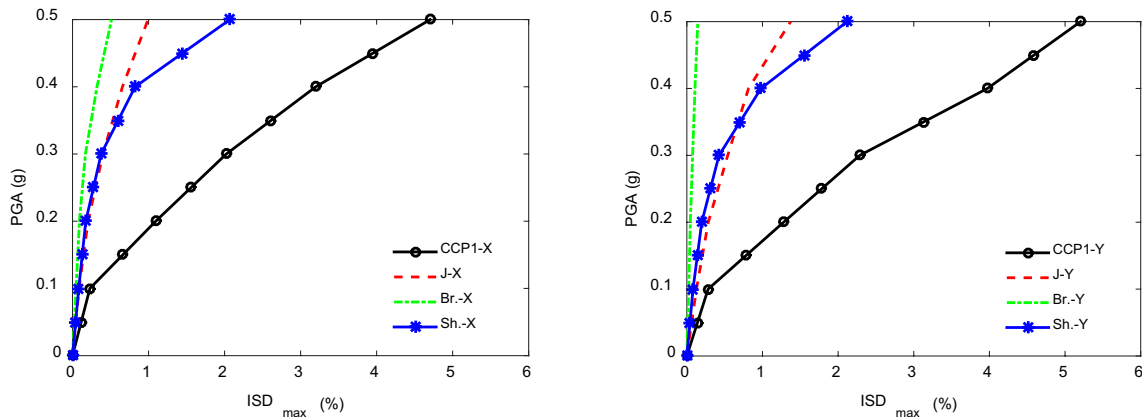 0.5
0.4
0.3
0.2
0.1
0
PGA (g)
CCP1-X
J-X
Br.-X
Sh.-X
0 1 2 3 4 5 6
ISD max (%)
0.5
0.4
0.3
0.2
0.1
0
PGA (g)
CCP1-Y
J-Y
Br.-Y
Sh.-Y
0 1 2 3 4 5 6
ISD max (%)